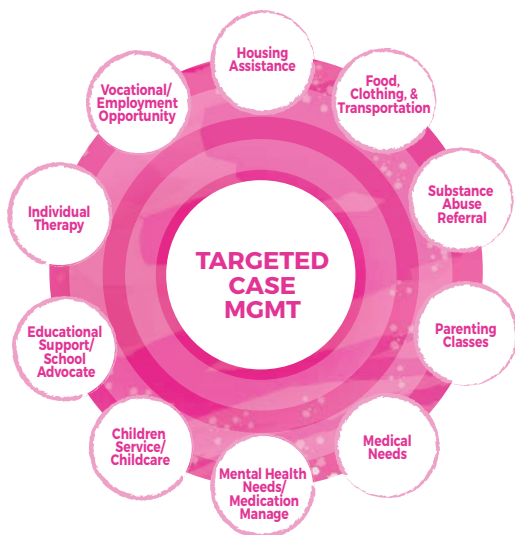 Housing
Assistance
Food,
Clothing, &
Transportation
Substance
Abuse
Referral
Parenting
Classes
Medical
Needs
Mental Health
Needs/
Medication
Manage
Children
Service/
Childcare
Educational
Support/
School
Advocate
Individual
Therapy
Vocational/
Employment
Opportunity
TARGETED
CASE
MGMT